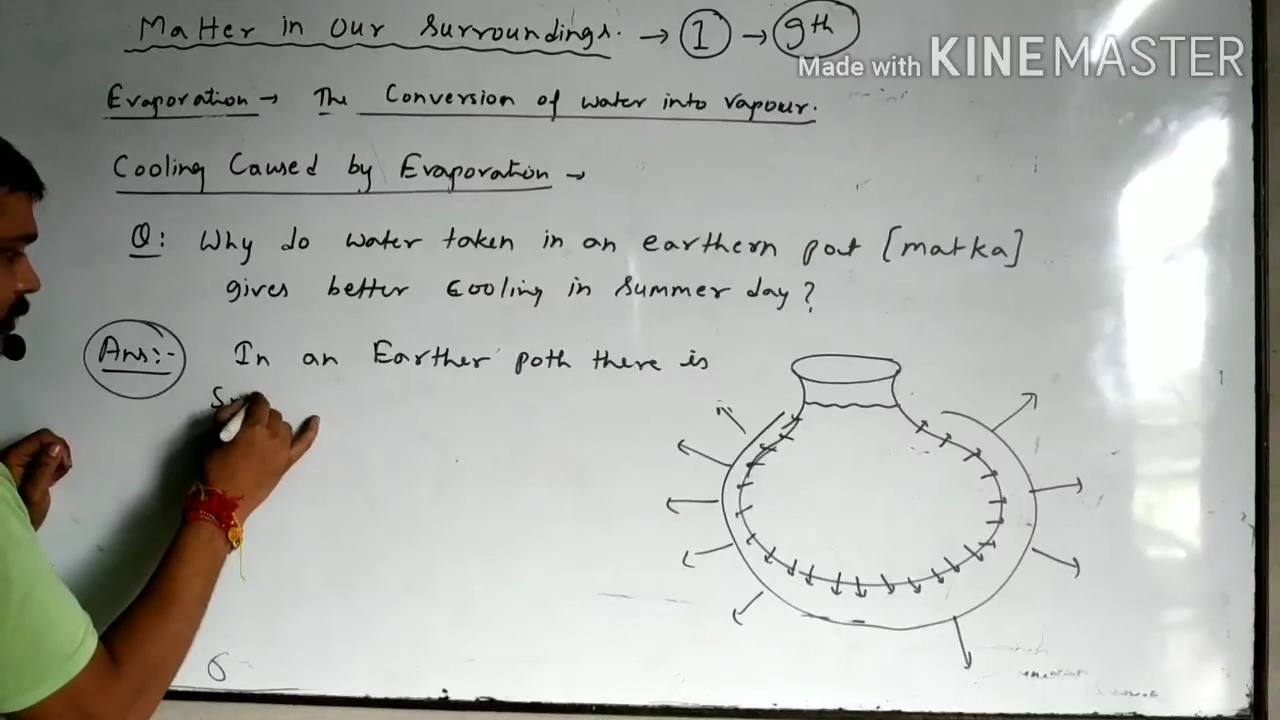 Matter in Our Surroundings. → 1 → 9th
Made with KINEMASTER
Evaporation → The Conversion of water into vapour.
Cooling Caused by Evaporation →
Q: Why do water taken in an earthern pot [matka]
gives better cooling in summer day?
Ans:- In an Earther poth there is